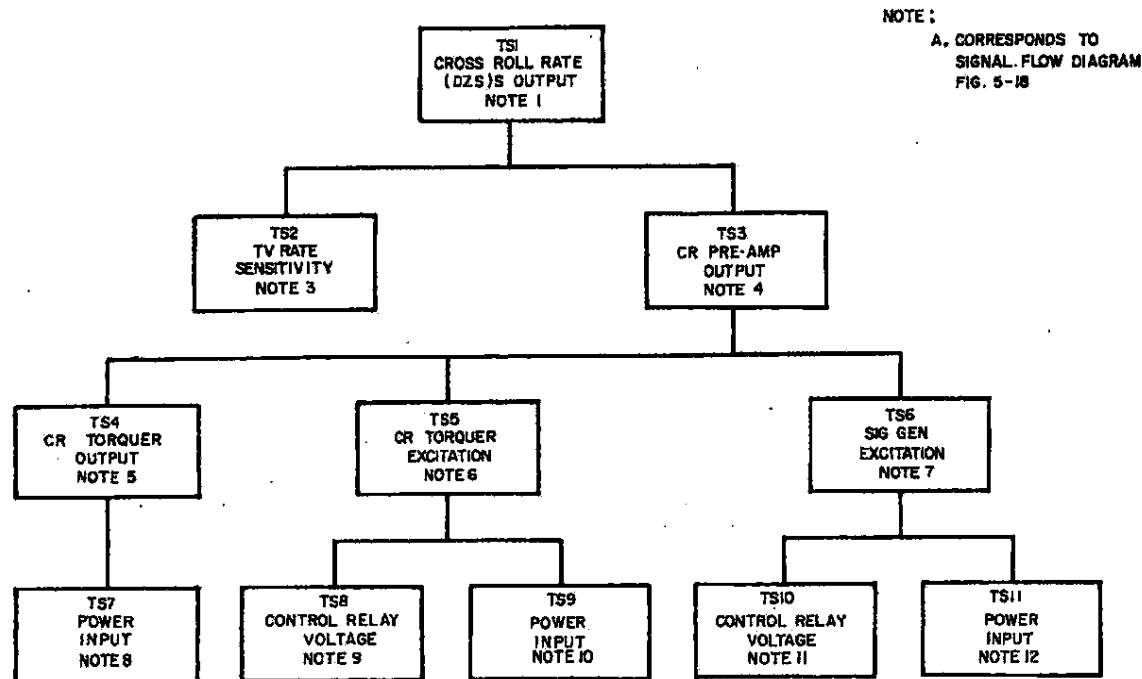 NOTE:
A. CORRESPONDS TO
SIGNAL.FLOW DIAGRAM
FIG. 5-18
TS1
CROSS ROLL RATE
(DZS)S OUTPUT
NOTE 1
TS2
TV RATE
SENSITIVITY
NOTE 3
TS3
CR PRE-AMP
OUTPUT
NOTE 4
TS4
CR TORQUER
OUTPUT
NOTE 5
TS5
CR TORQUER
EXCITATION
NOTE 6
TS6
SIG GEN
EXCITATION
NOTE 7
TS7
POWER
INPUT
NOTE 8
TS8
CONTROL RELAY
VOLTAGE
NOTE 9
TS9
POWER
INPUT
NOTE 10
TS10
CONTROL RELAY
VOLTAGE
NOTE 11
TS11
POWER
INPUT
NOTE 12